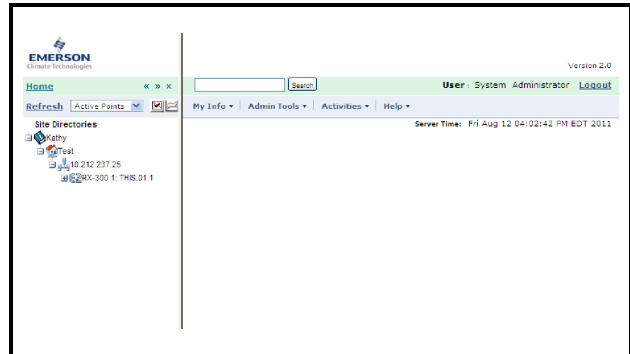 EMERSON
Climate Technologies
Version 2.0
Home « » x Search User: System Administrator Logout
Refresh Active Points My Info Admin Tools Activities Help
Site Directories Server Time: Fri Aug 12 04:02:42 PM EDT 2011
Kathy
Test
10.212.237.25
E2 RX-300 1: THIS.01.1